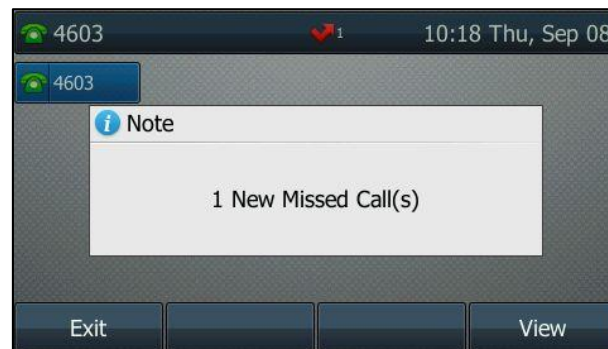 4603 1 10:18 Thu, Sep 08
4603
Note
1 New Missed Call(s)
Exit View